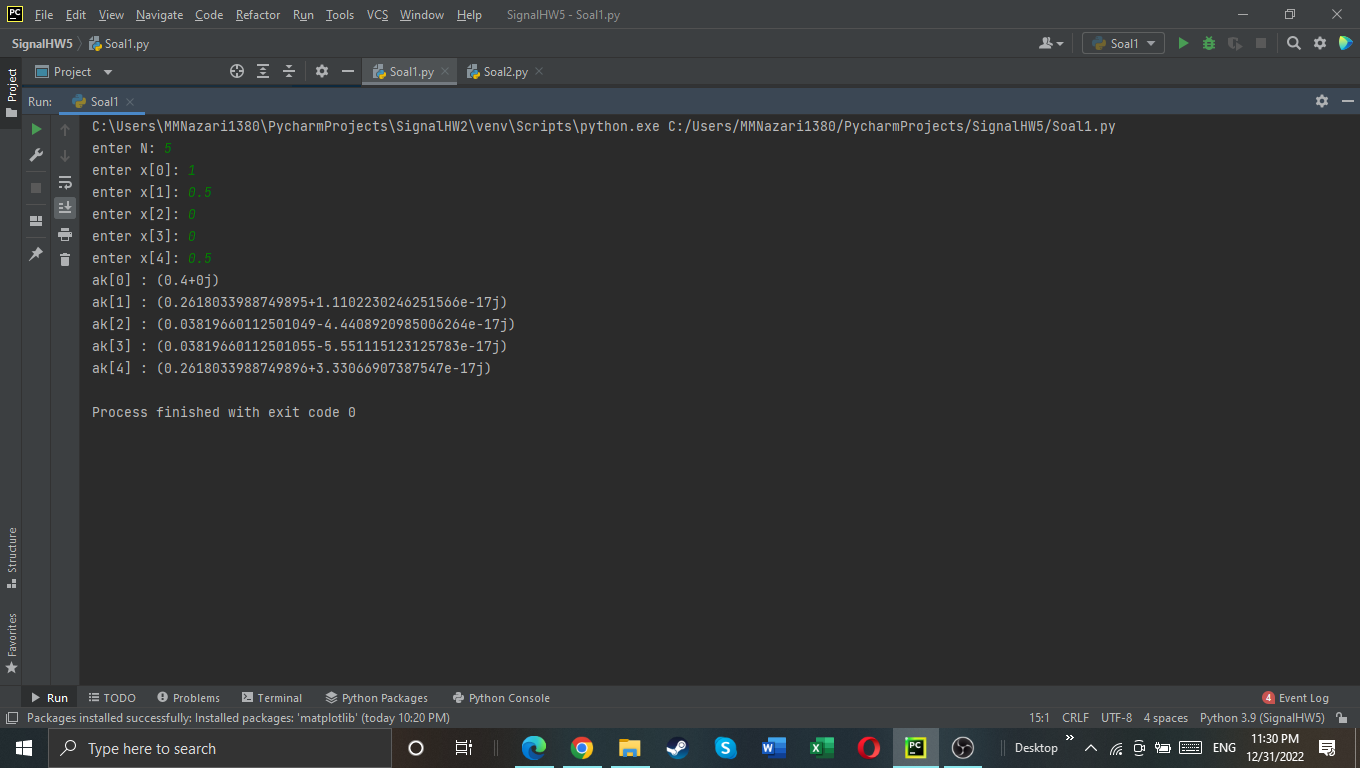 PC File Edit View Navigate Code Refactor Run Tools VCS Window Help SignalHW5 - Soal1.py
SignalHW5 Soal1.py Soal1
Project Project Soal1.py Soal2.py
Run: Soal1
C:\Users\MMNazari1380\PycharmProjects\SignalHW2\venv\Scripts\python.exe C:/Users/MMNazari1380/PycharmProjects/SignalHW5/Soal1.py
enter N: 5
enter x[0]: 1
enter x[1]: 0.5
enter x[2]: 0
enter x[3]: 0
enter x[4]: 0.5
ak[0] : (0.4+0j)
ak[1] : (0.2618033988749895+1.1102230246251566e-17j)
ak[2] : (0.03819660112501049-4.4408920985006264e-17j)
ak[3] : (0.03819660112501055-5.551115123125783e-17j)
ak[4] : (0.2618033988749896+3.33066907387547e-17j)
Process finished with exit code 0
Structure
Favorites
Run TODO Problems Terminal Python Packages Python Console 4 Event Log
Packages installed successfully: Installed packages: 'matplotlib' (today 10:20 PM) 15:1 CRLF UTF-8 4 spaces Python 3.9 (SignalHW5)
Type here to search Desktop ENG 11:30 PM
12/31/2022